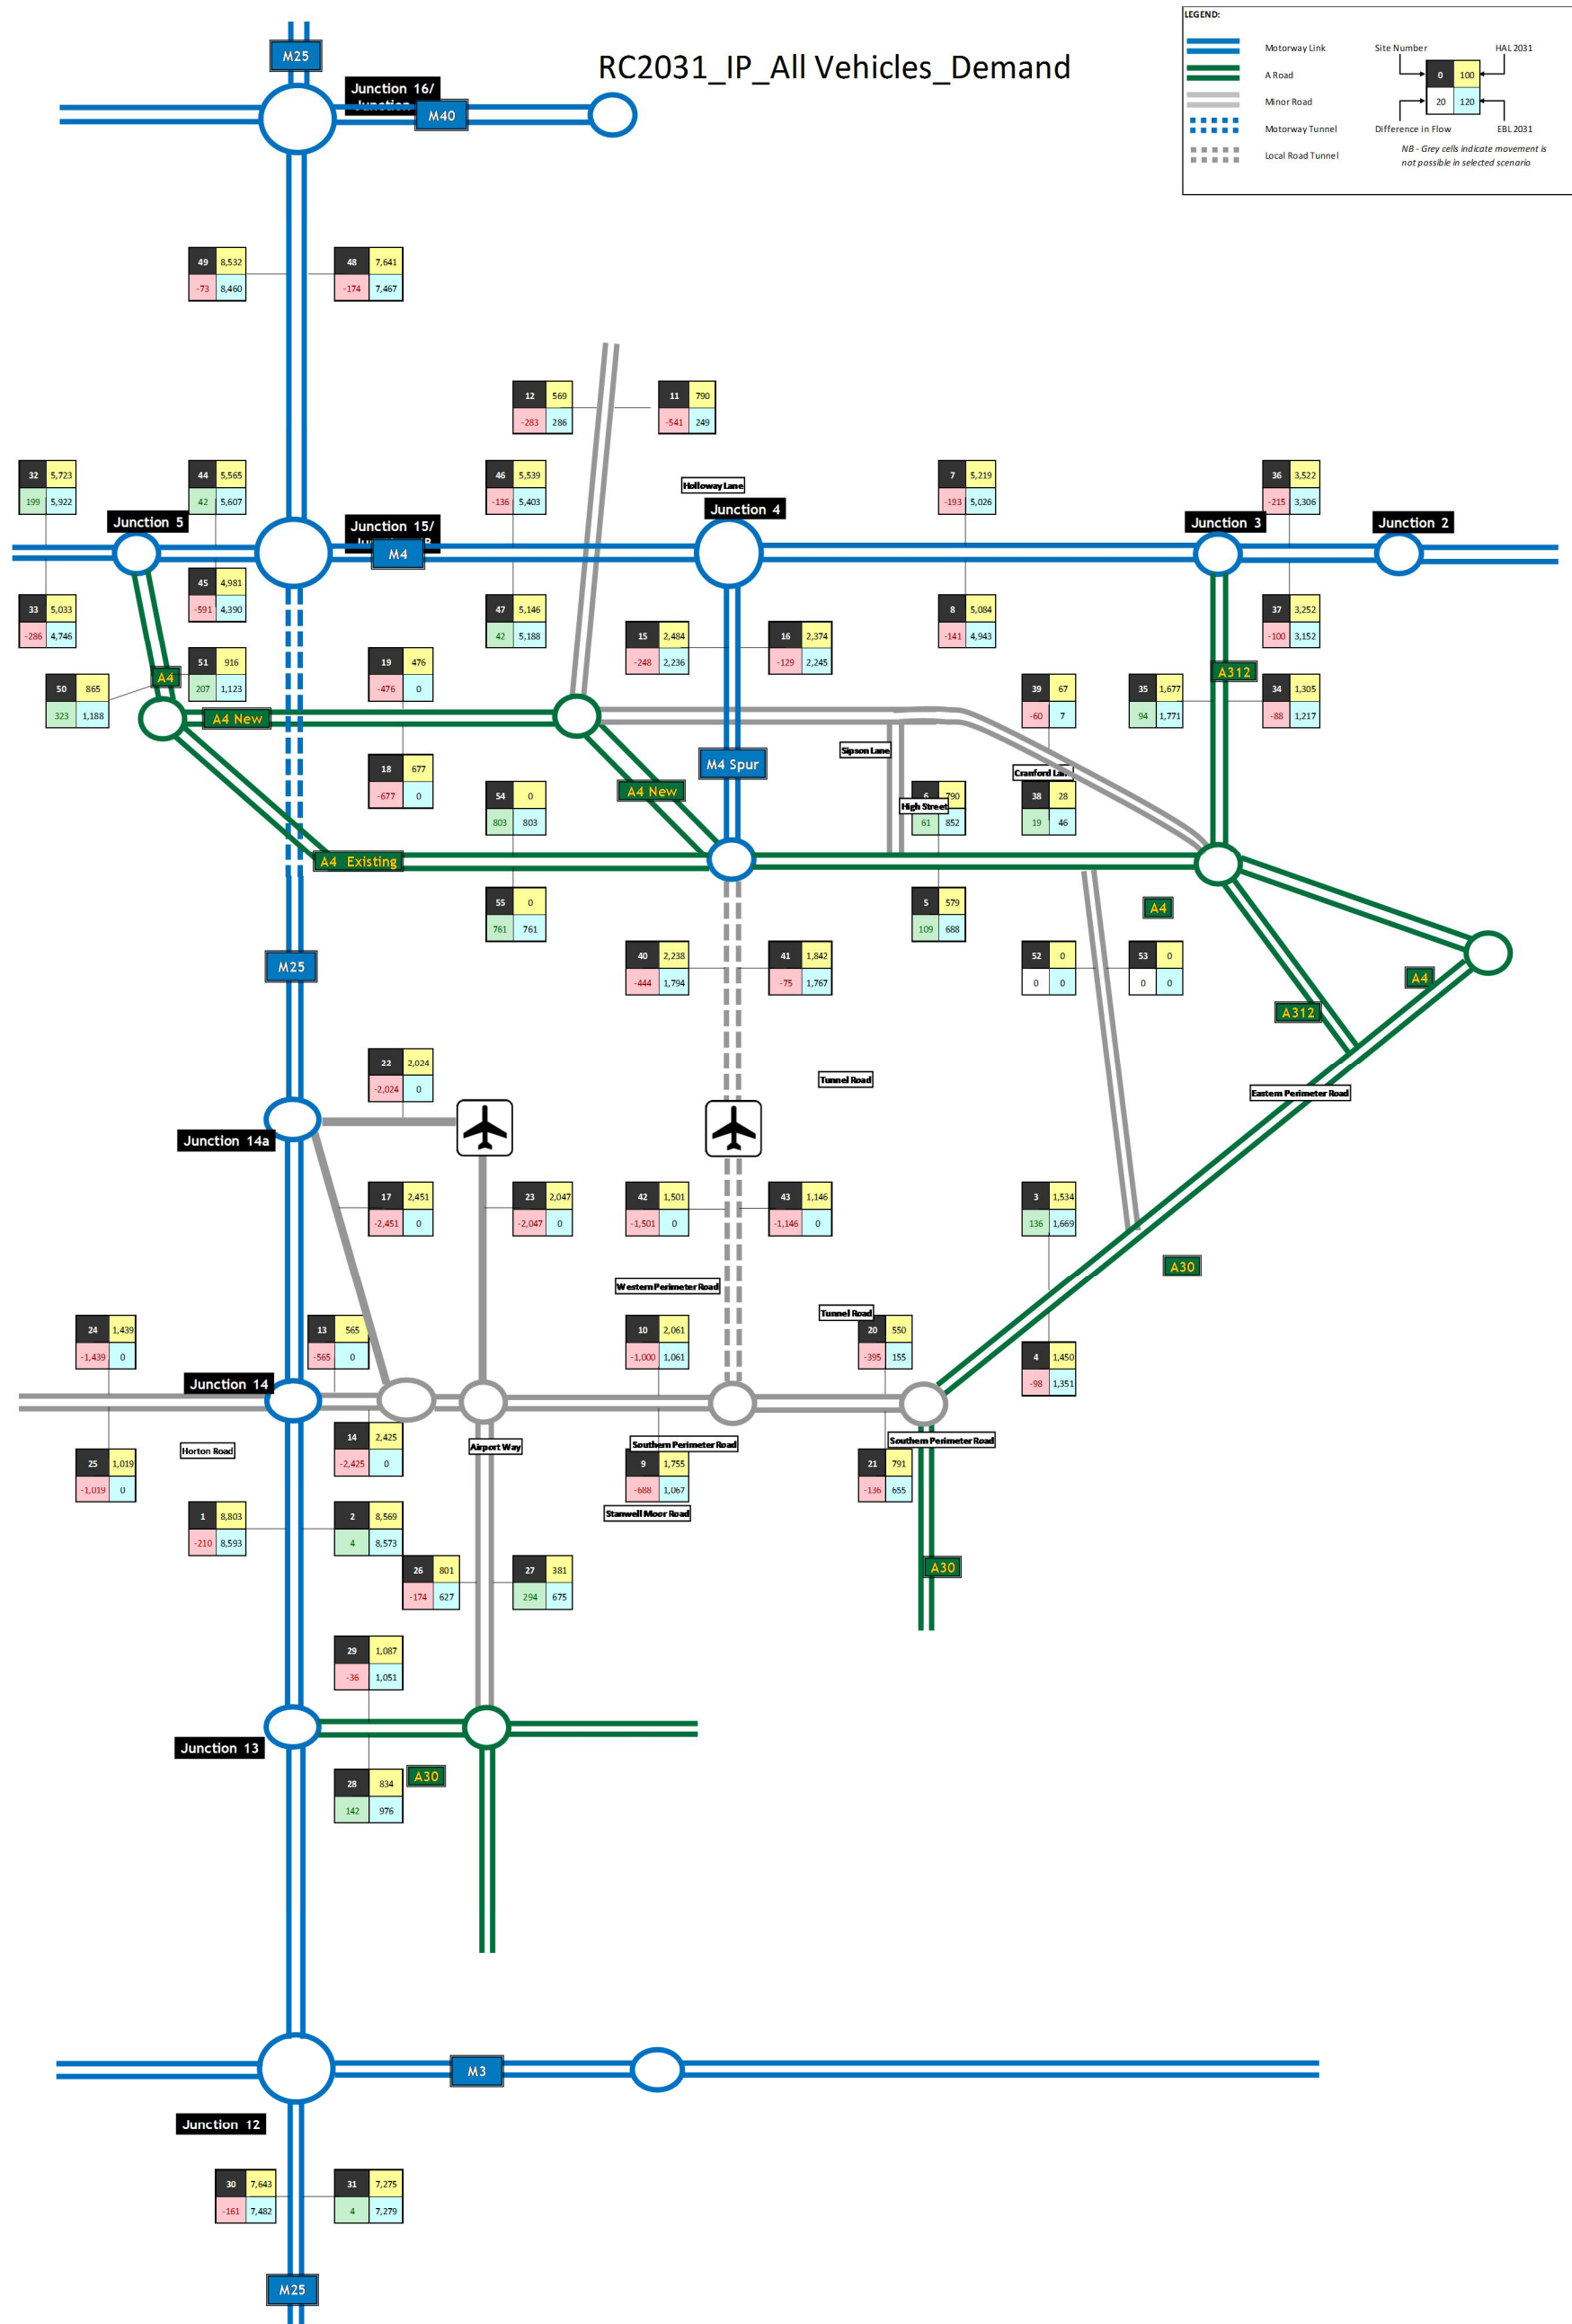 LEGEND:
Motorway Link
A Road
Minor Road
Motorway Tunnel
Local Road Tunnel
Site Number
HAL 2031
0 100
20 120
Difference in Flow
EBL 2031
NB - Grey cells indicate movement is
not possible in selected scenario
RC2031_IP_All Vehicles_Demand
M25
Junction 16/
M40
49 8,532
-73 8,460
48 7,641
-174 7,467
12 569
-283 286
11 790
-541 249
32 5,723
199 5,922
44 5,565
42 5,607
46 5,539
-136 5,403
Holloway Lane
7 5,219
-193 5,026
36 3,522
-215 3,306
Junction 5
Junction 15/
M4
Junction 4
Junction 3
Junction 2
33 5,033
-286 4,746
45 4,981
-591 4,390
47 5,146
42 5,188
15 2,484
-248 2,236
16 2,374
-129 2,245
8 5,084
-141 4,943
37 3,252
-100 3,152
50 865
323 1,188
A4
51 916
207 1,123
19 476
-476 0
39 67
-60 7
35 1,677
94 1,771
A312
34 1,305
-88 1,217
A4 New
18 677
-677 0
M4 Spur
Sipson Lane
Cranford
A4 New
54 0
803 803
High Street
6 790
61 852
38 28
19 46
A4 Existing
55 0
761 761
5 579
109 688
A4
M25
40 2,238
-444 1,794
41 1,842
-75 1,767
52 0
0 0
53 0
0 0
A4
A312
22 2,024
-2,024 0
Tunnel Road
Eastern Perimeter Road
Junction 14a
17 2,451
-2,451 0
23 2,047
-2,047 0
42 1,501
-1,501 0
43 1,146
-1,146 0
3 1,534
136 1,669
A30
Western Perimeter Road
Tunnel Road
24 1,439
-1,439 0
13 565
-565 0
10 2,061
-1,000 1,061
20 550
-395 155
4 1,450
-98 1,351
Junction 14
Horton Road
14 2,425
-2,425 0
Airport Way
Southern Perimeter Road
Southern Perimeter Road
25 1,019
-1,019 0
9 1,755
-688 1,067
21 791
-136 655
Stanwell Moor Road
1 8,803
-210 8,593
2 8,569
4 8,573
26 801
-174 627
27 381
294 675
A30
29 1,087
-36 1,051
Junction 13
28 834
142 976
A30
M3
Junction 12
30 7,643
-161 7,482
31 7,275
4 7,279
M25